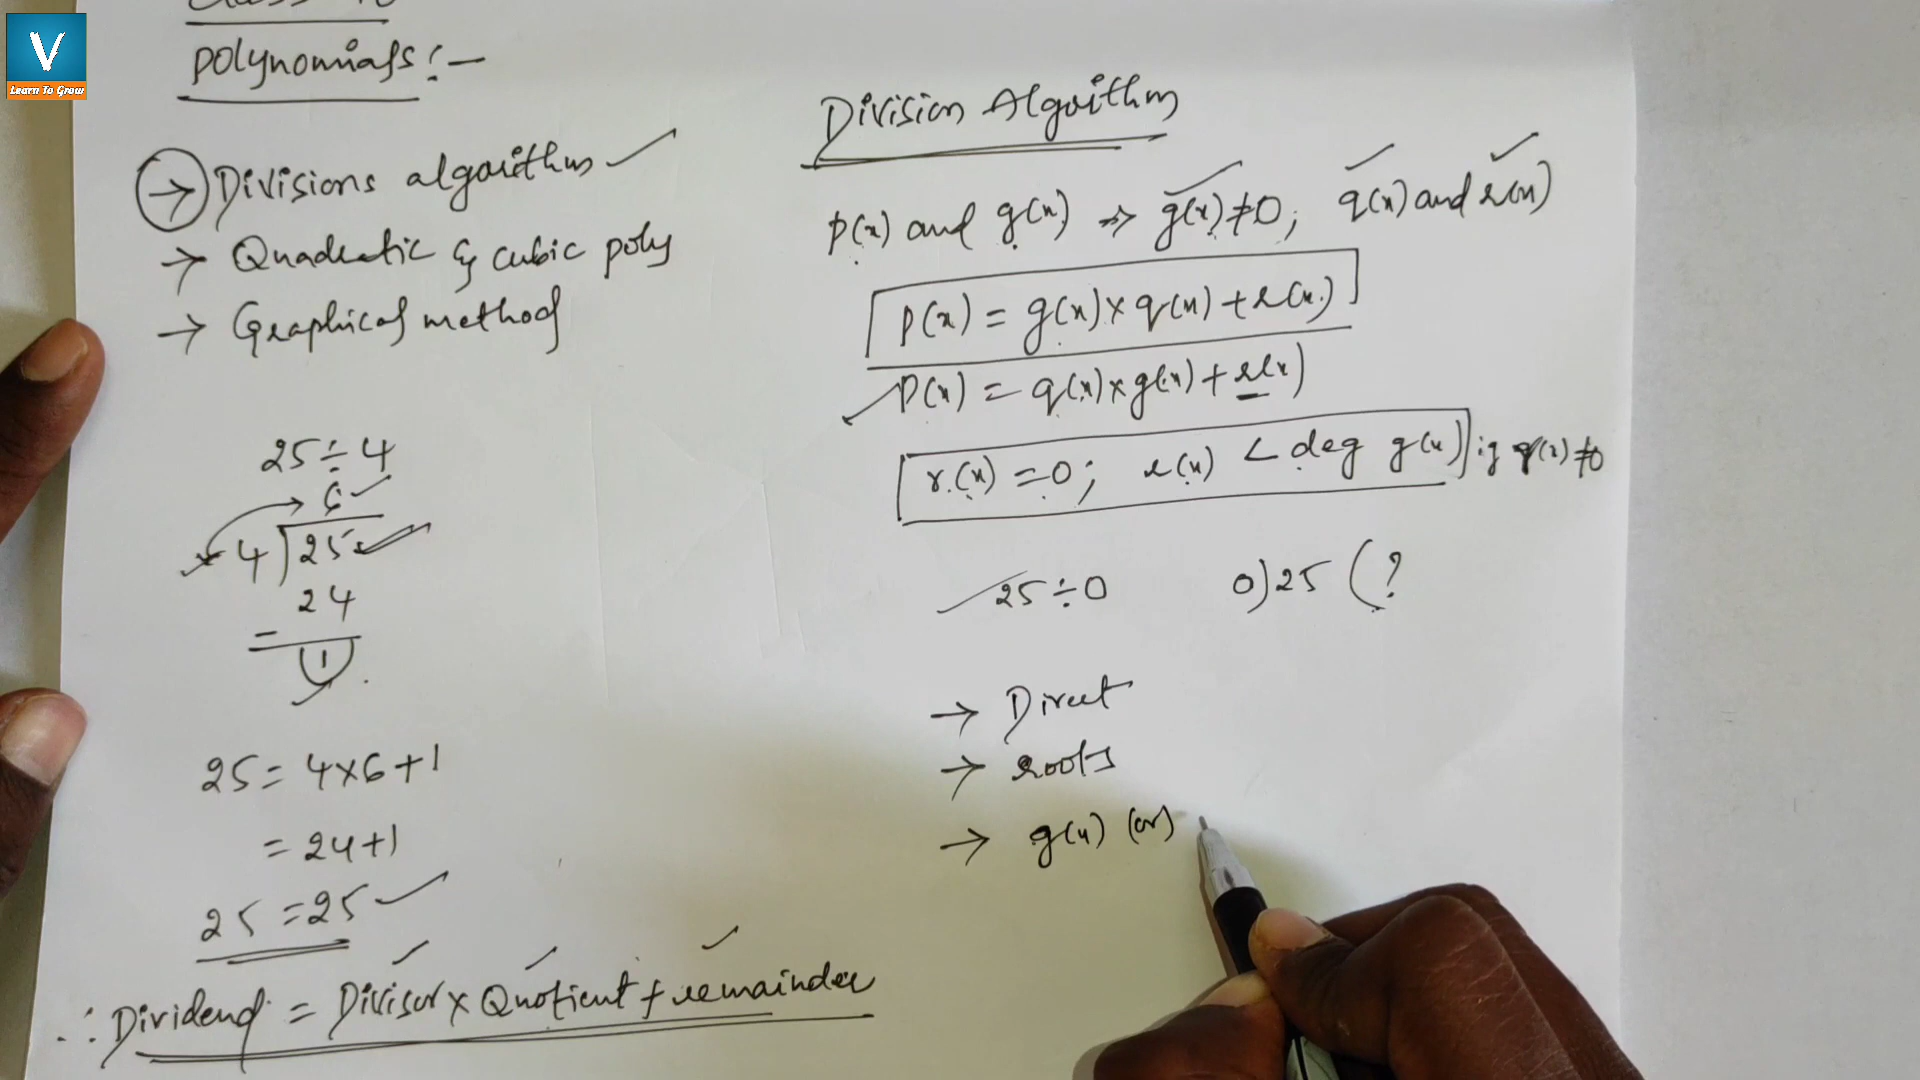 V
Learn To Grow
Polynomials :-
→ Divisions algorithm ✓
→ Quadratic & cubic poly
→ Graphical method
25 ÷ 4
6 ✓
4)25
- 24
1
25 = 4×6+1
= 24+1
25 = 25 ✓
∴ Dividend = Divisor × Quotient + remainder
Division Algorithm
p(x) and g(x) ⇒ g(x) ≠ 0; q(x) and r(x)
p(x) = g(x) × q(x) + r(x)
P(x) = q(x) × g(x) + r(x)
r(x) = 0; r(x) < deg g(x) if r(x) ≠ 0
25 ÷ 0
0)25(?
→ Direct
→ roots
→ g(x) (or)